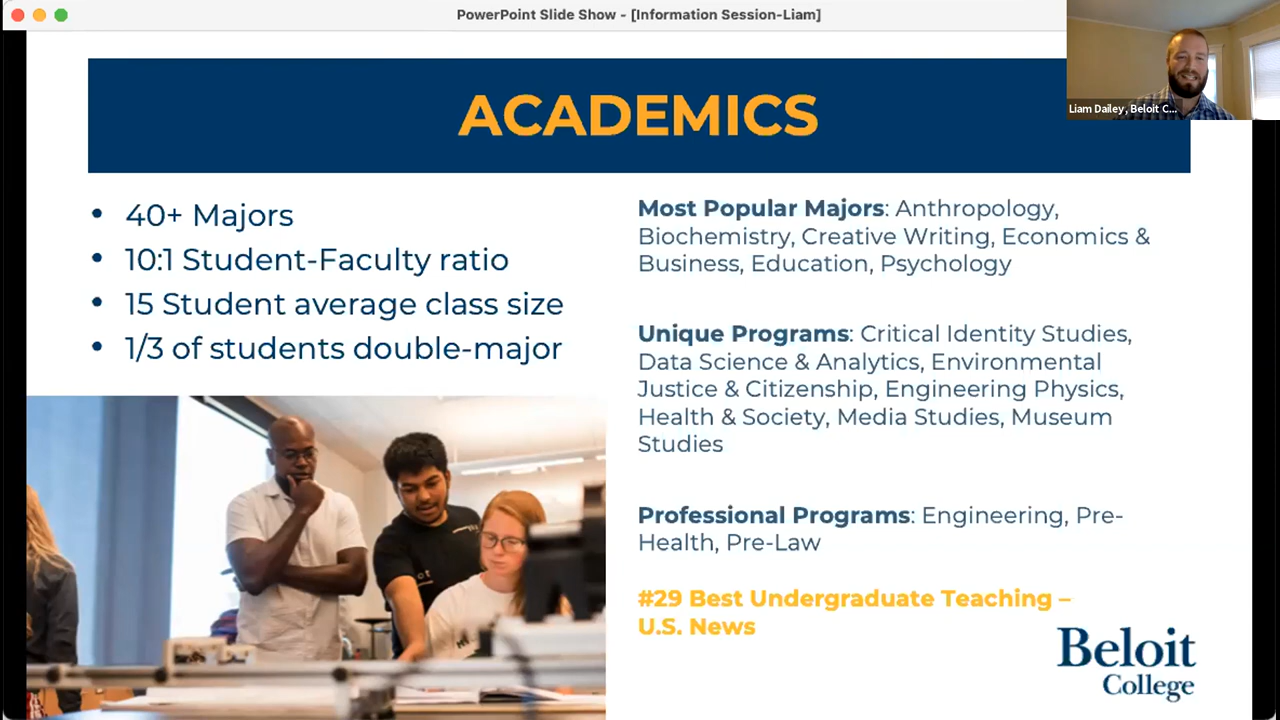 PowerPoint Slide Show - [Information Session-Liam]
Liam Dailey, Beloit C...
ACADEMICS
• 40+ Majors
• 10:1 Student-Faculty ratio
• 15 Student average class size
• 1/3 of students double-major
Most Popular Majors: Anthropology,
Biochemistry, Creative Writing, Economics &
Business, Education, Psychology
Unique Programs: Critical Identity Studies,
Data Science & Analytics, Environmental
Justice & Citizenship, Engineering Physics,
Health & Society, Media Studies, Museum
Studies
Professional Programs: Engineering, Pre-
Health, Pre-Law
#29 Best Undergraduate Teaching –
U.S. News
Beloit
College